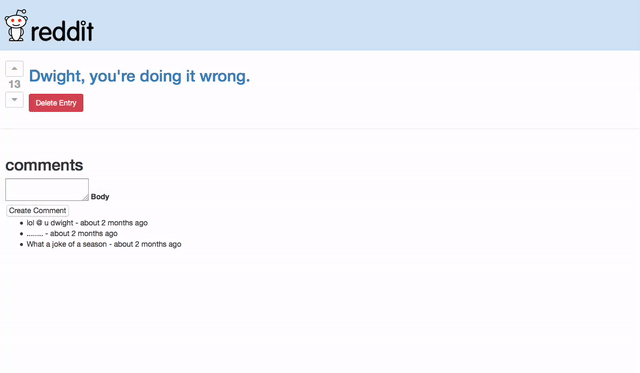 reddit
13
Dwight, you're doing it wrong.
Delete Entry
comments
Body
Create Comment
lol @ u dwight - about 2 months ago
........ - about 2 months ago
What a joke of a season - about 2 months ago